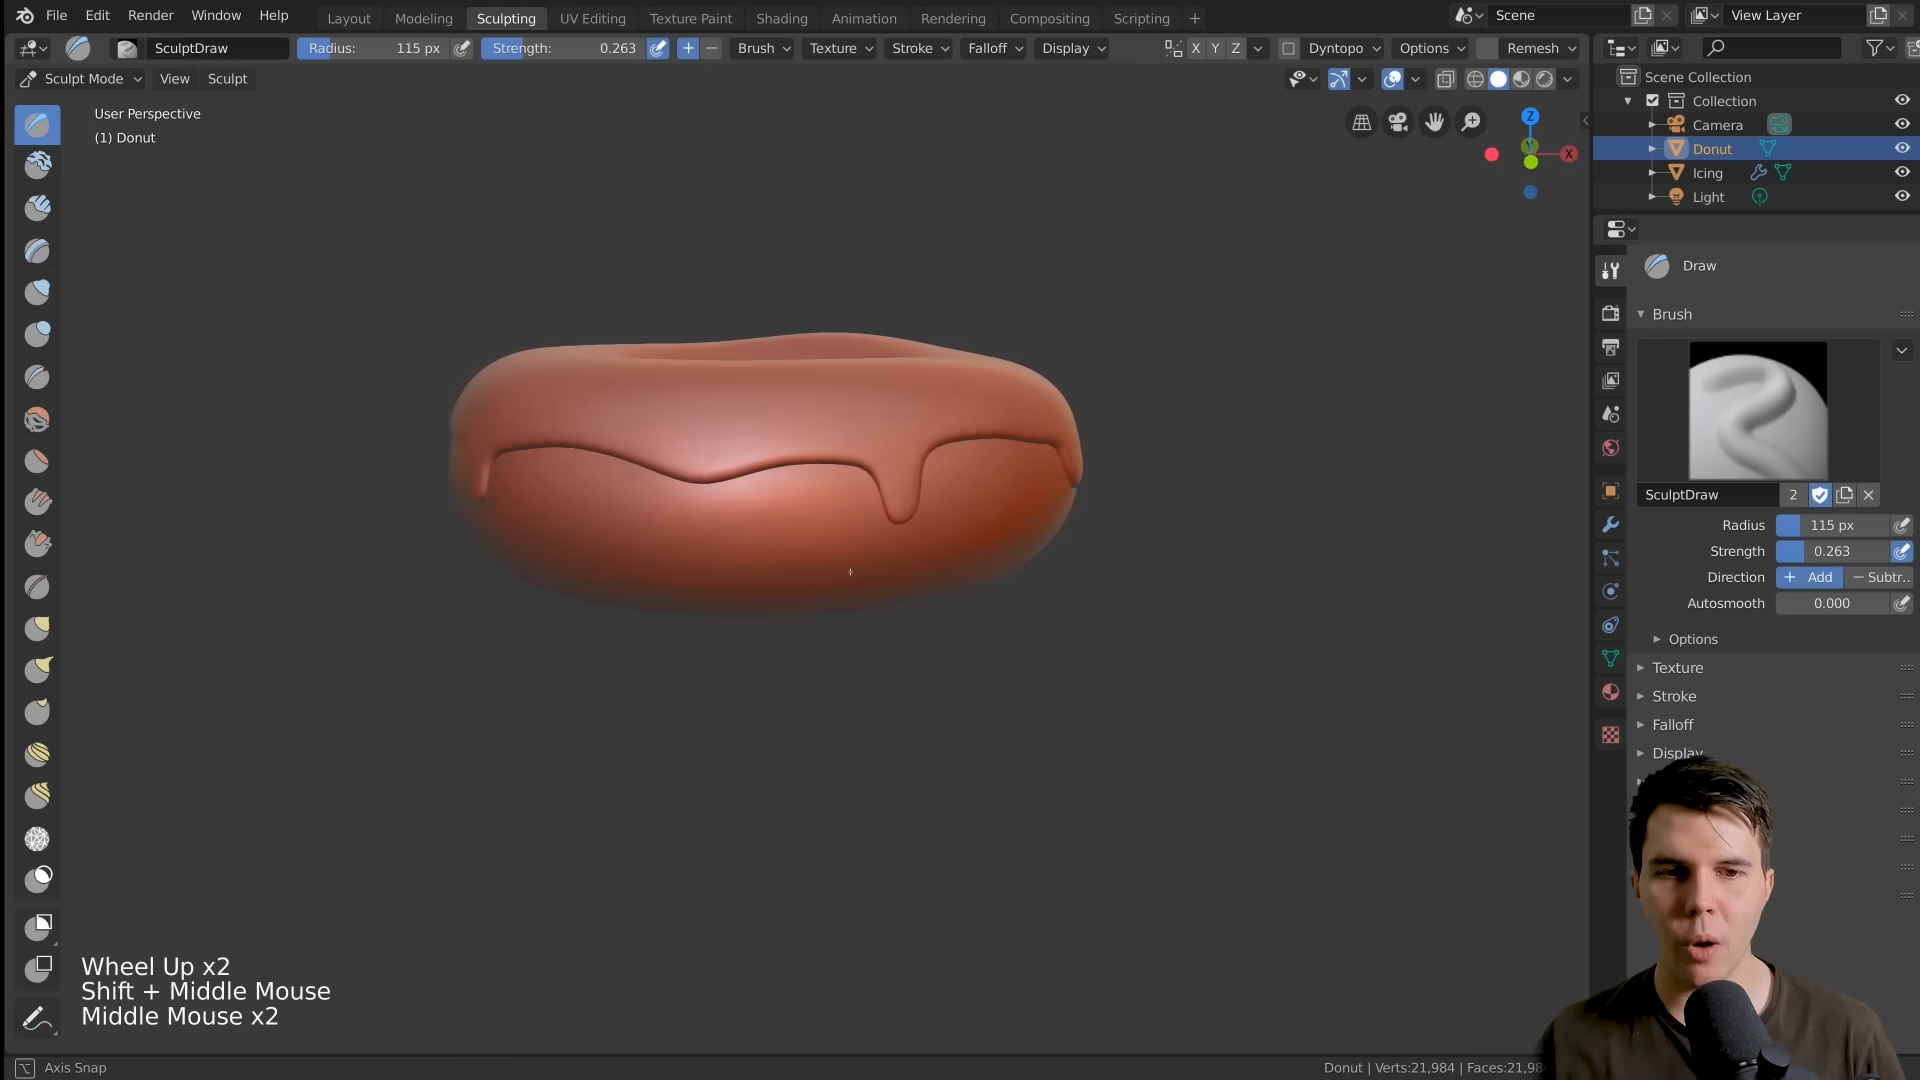 File Edit Render Window Help Layout Modeling Sculpting UV Editing Texture Paint Shading Animation Rendering Compositing Scripting + Scene View Layer
SculptDraw Radius: 115 px Strength: 0.263 + − Brush Texture Stroke Falloff Display X Y Z Dyntopo Options Remesh
Sculpt Mode View Sculpt
User Perspective
(1) Donut
Z
X
Scene Collection
Collection
Camera
Donut
Icing
Light
Draw
Brush
SculptDraw 2
Radius 115 px
Strength 0.263
Direction + Add − Subtr..
Autosmooth 0.000
Options
Texture
Stroke
Falloff
Display
Wheel Up x2
Shift + Middle Mouse
Middle Mouse x2
Axis Snap
Donut | Verts:21,984 | Faces:21,98